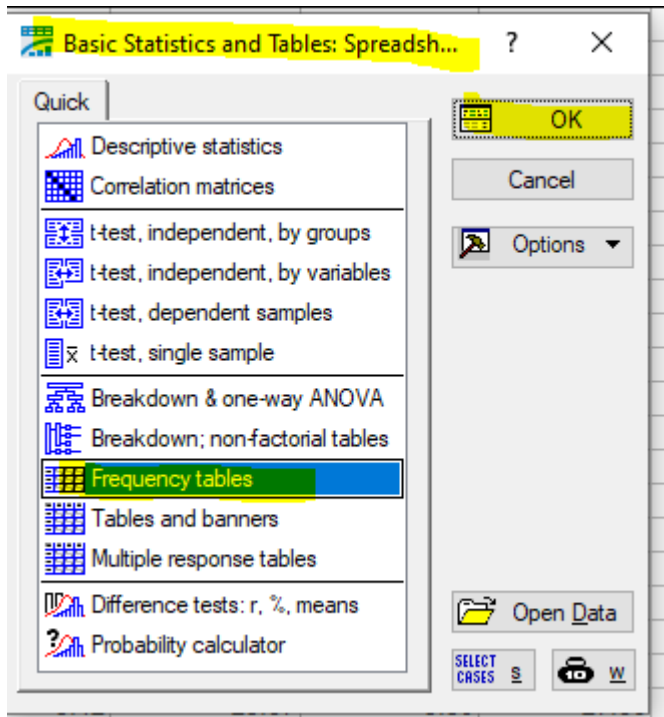 Basic Statistics and Tables: Spreadsh... ?
Quick
OK
Descriptive statistics
Cancel
Correlation matrices
t-test, independent, by groups
Options
t-test, independent, by variables
t-test, dependent samples
x t-test, single sample
Breakdown & one-way ANOVA
Breakdown; non-factorial tables
Frequency tables
Tables and banners
Multiple response tables
Difference tests: r, %, means
Open Data
? Probability calculator
SELECT
CASES S
10 W